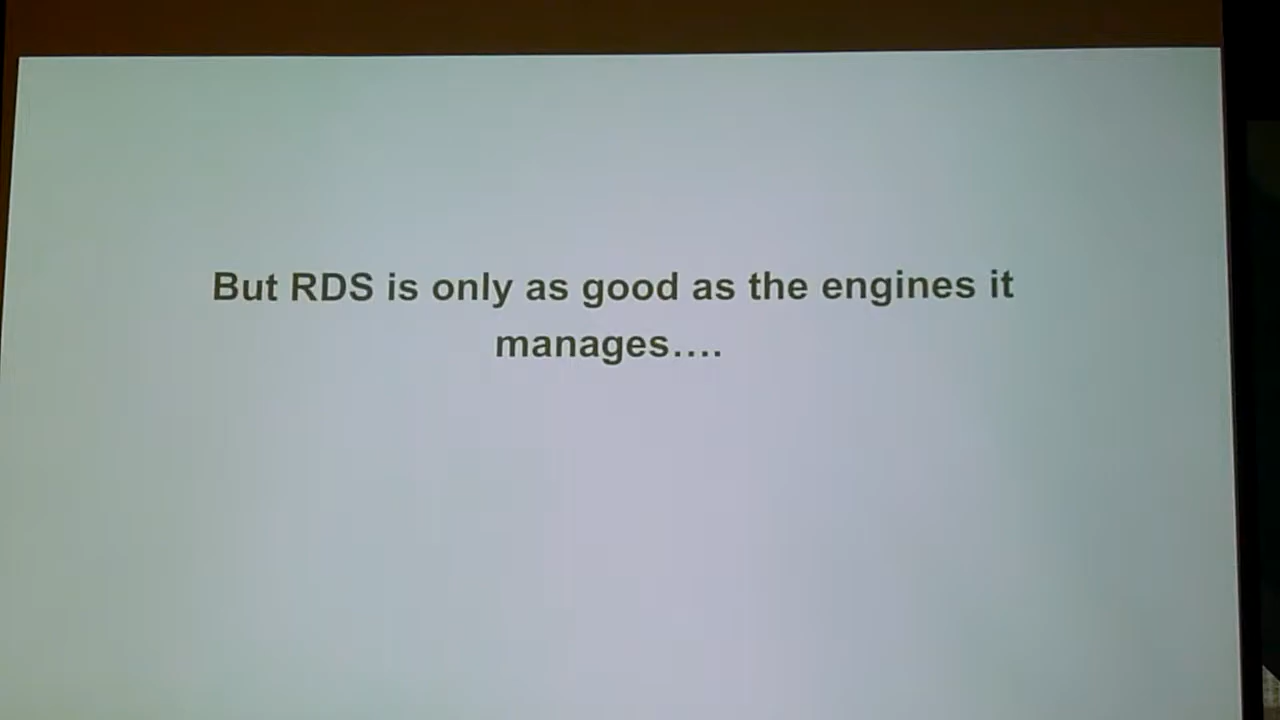 But RDS is only as good as the engines it
manages….